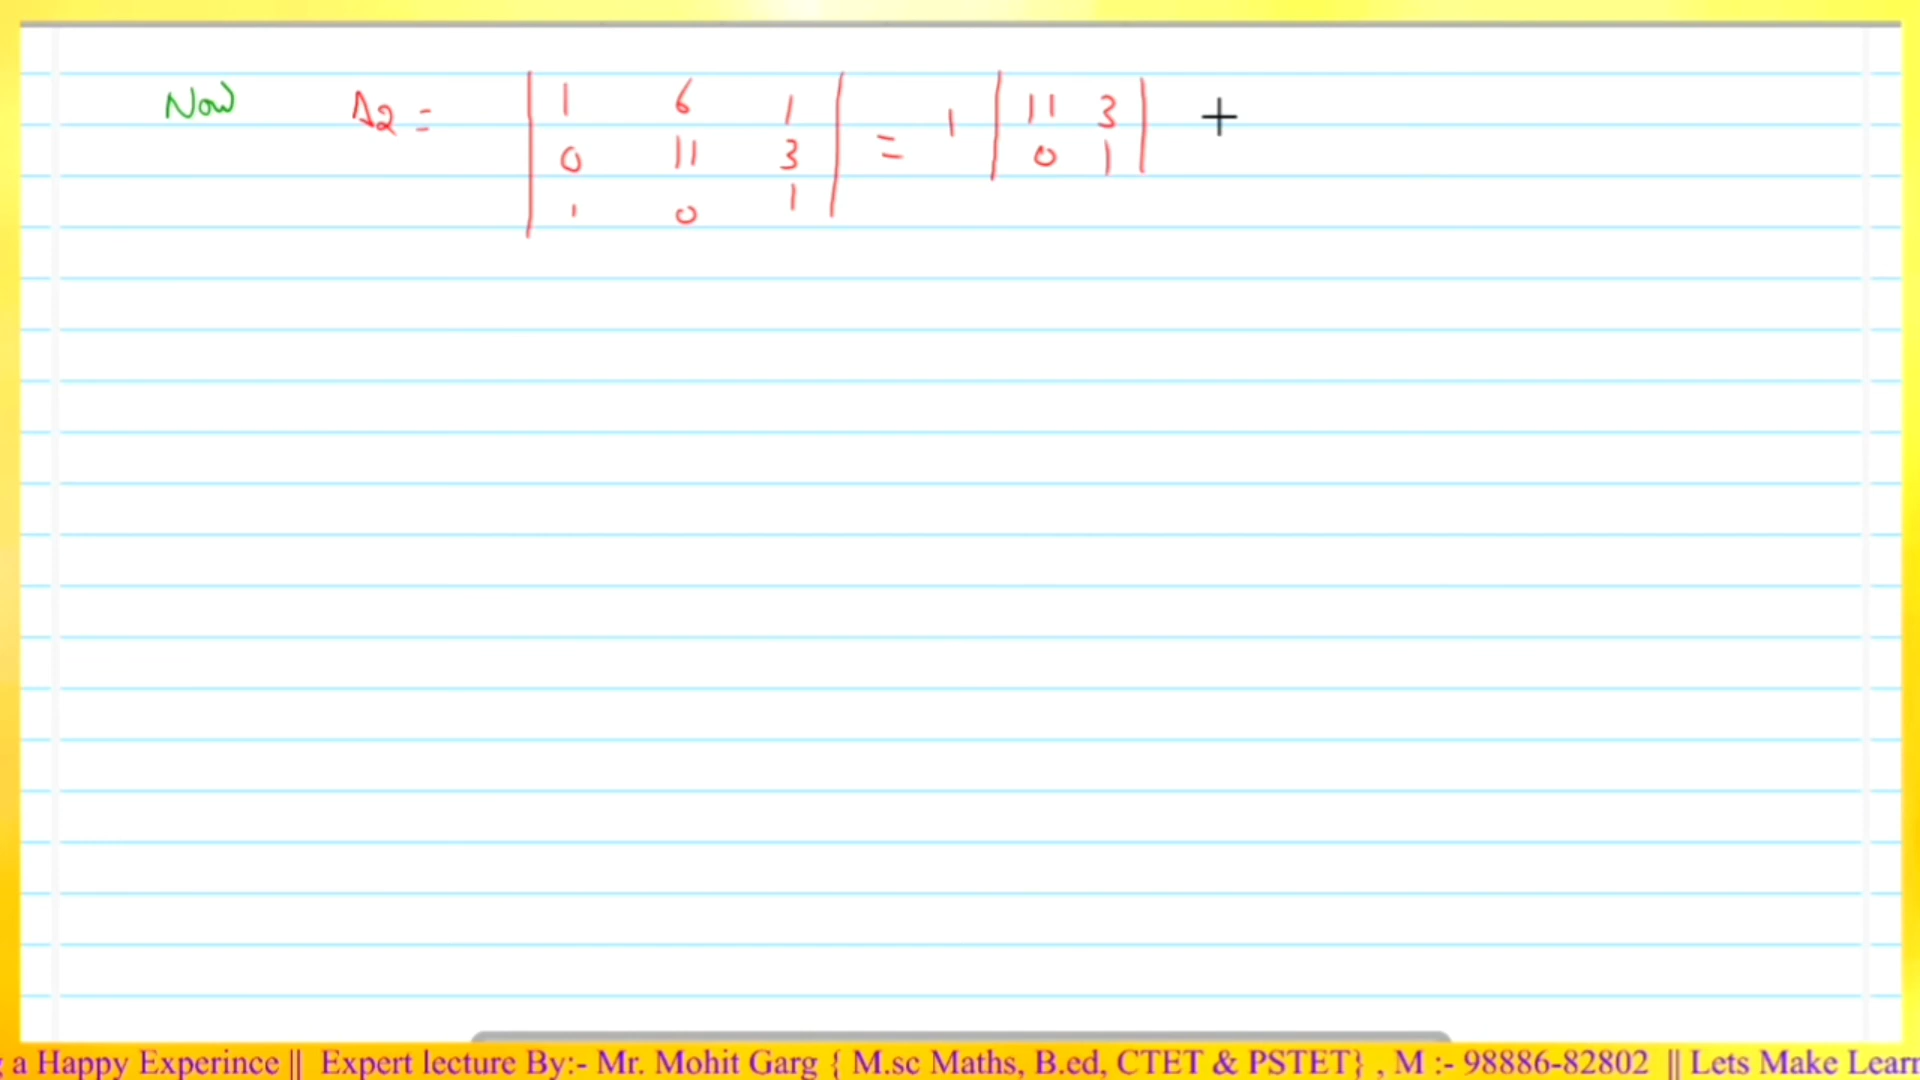 Now Δ2 = | 1 6 1 | = 1 | 11 3 |
| 0 11 3 | | 0 1 |
| 1 0 1 |
g a Happy Experince || Expert lecture By:- Mr. Mohit Garg { M.sc Maths, B.ed, CTET & PSTET} , M :- 98886-82802 || Lets Make Learn